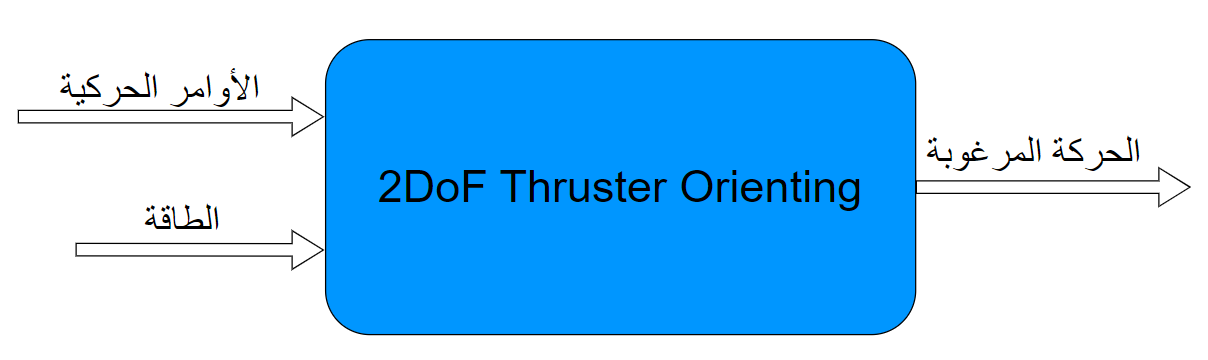 الأوامر الحركية
الطاقة
2DoF Thruster Orienting
الحركة المرغوبة